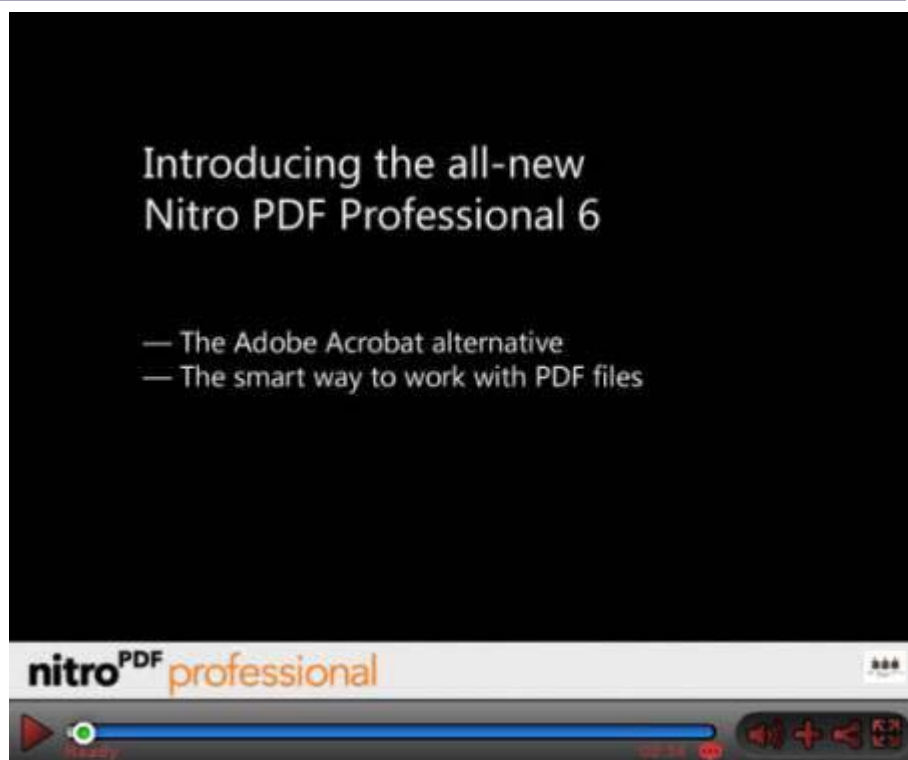 Introducing the all-new
Nitro PDF Professional 6
— The Adobe Acrobat alternative
— The smart way to work with PDF files
nitroPDF professional
Ready